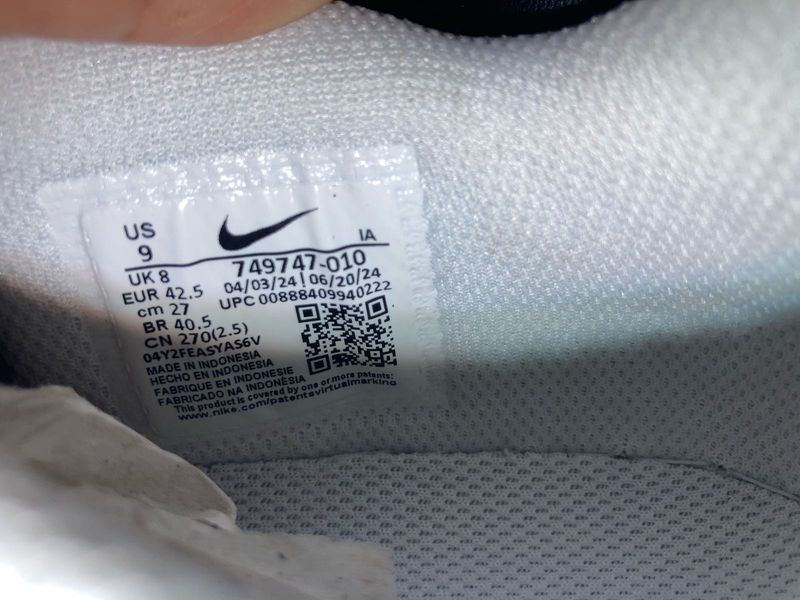 US
9
IA
UK 8
749747-010
EUR 42.5
04/03/24 | 06/20/24
cm 27
UPC 00888409940222
BR 40.5
CN 270(2.5)
04Y2FEASYAS6V
MADE IN INDONESIA
HECHO EN INDONESIA
FABRIQUE EN INDONESIE
FABRICADO NA INDONÉSIA
This product is covered by one or more patents:
www.nike.com/patentsvirtualmarking